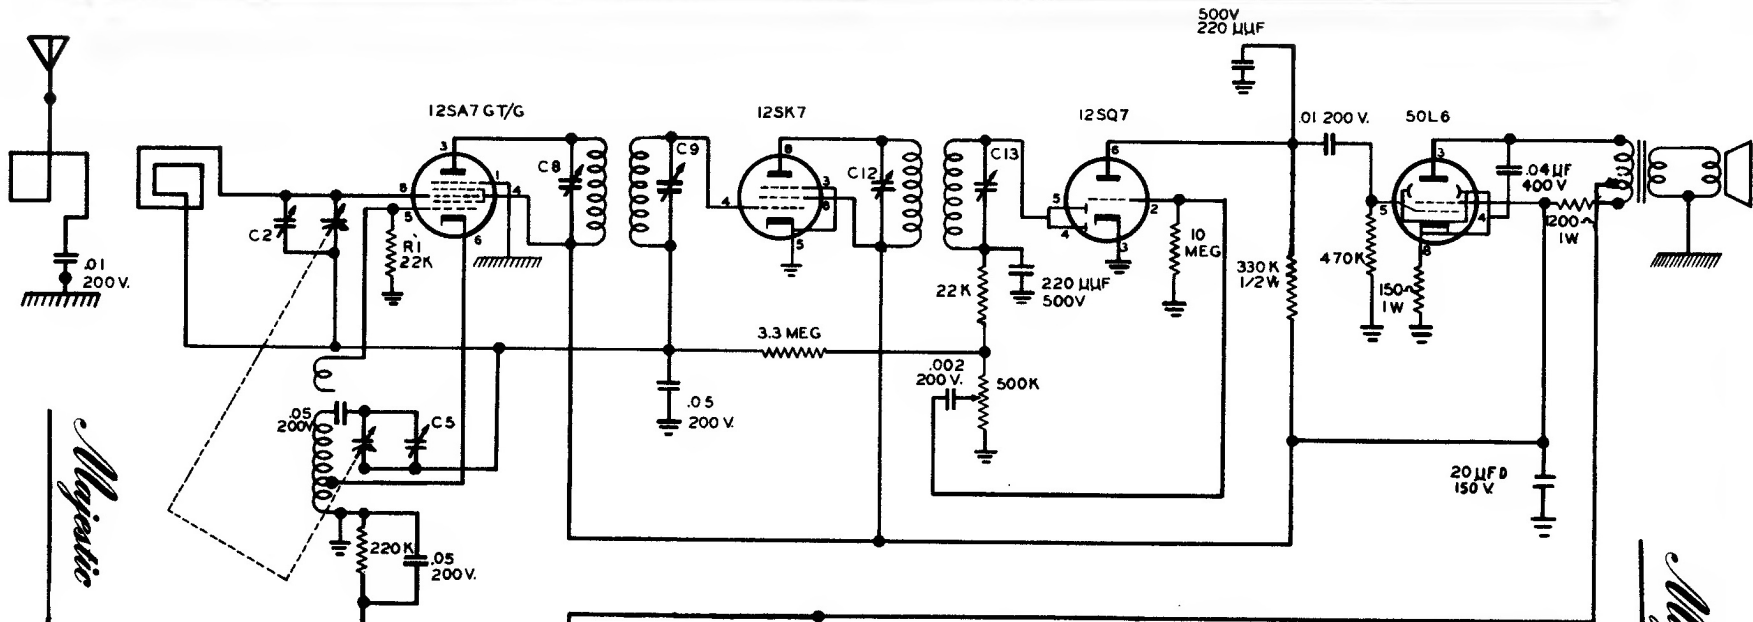 500V
220 µµF
12SA7 GT/G
12SK7
12SQ7
.01 200 V.
50L6
3
8
6
3
C8
C9
C12
C13
.04µF
400 V
8
1
4
5
6
4
3
6
5
5
4
2
3
5
4
8
C2
R1
22K
10
MEG
1200
1W
.01
200 V.
22K
220 µµF
500V
330 K
1/2 W
470K
150
1W
3.3 MEG
.002
200 V.
500K
.05
200 V.
.05
200V
C5
20 µF D
150 V.
220 K
.05
200 V.
Majestic